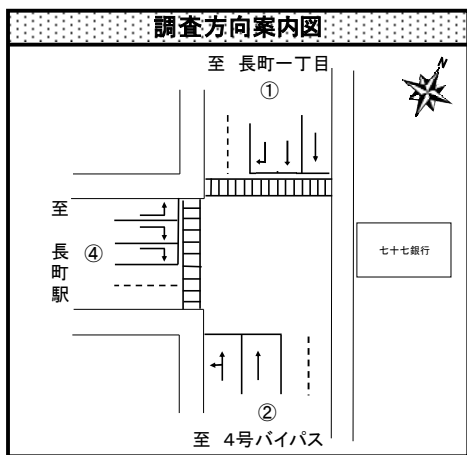 調査方向案内図
至 長町一丁目
①
N
至 長町駅
④
七十七銀行
②
至 4号バイパス